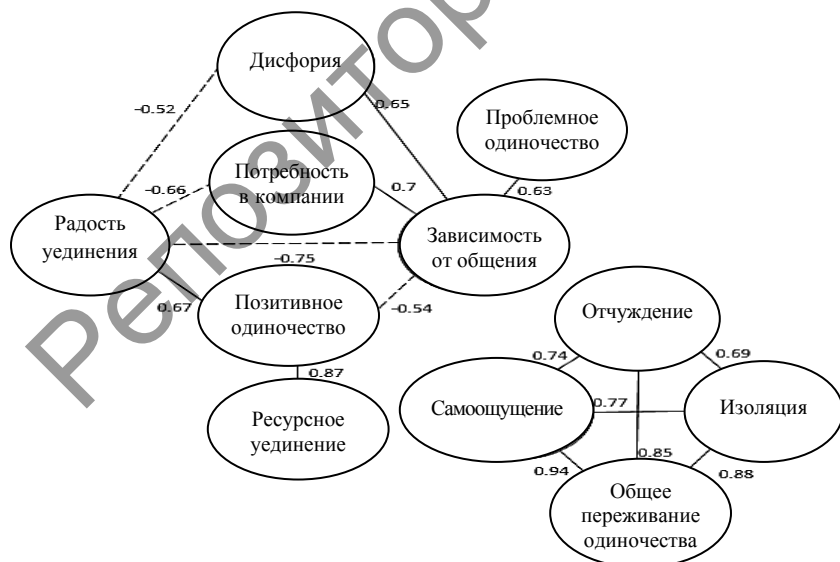 Репозитор
Дисфория
-0.52
0.65
Проблемное
одиночество
Потребность
в компании
-0.66
0.7
0.63
Радость
уединения
Зависимость
от общения
-0.75
0.67
Позитивное
одиночество
-0.54
Отчуждение
0.87
0.74
0.69
Ресурсное
уединение
Самоощущение
0.77
Изоляция
0.94
0.85
0.88
Общее
переживание
одиночества